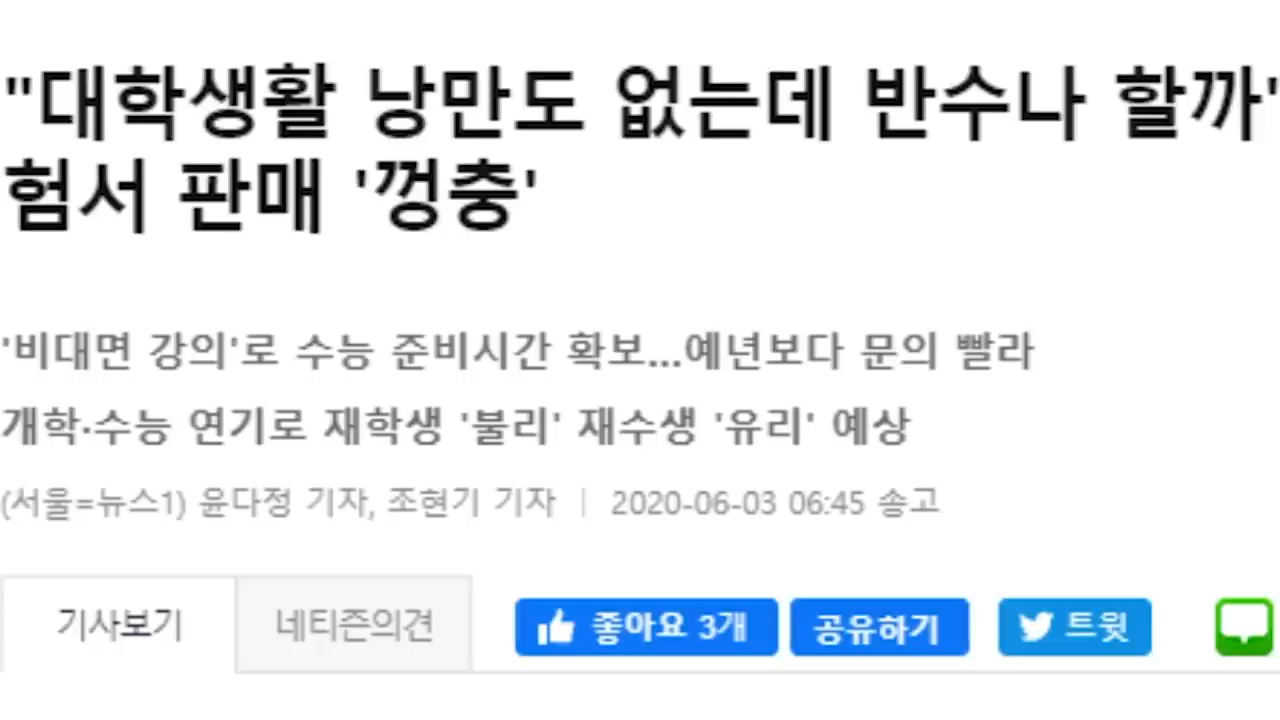 "대학생활 낭만도 없는데 반수나 할까"
험서 판매 '껑충'
'비대면 강의'로 수능 준비시간 확보...예년보다 문의 빨라
개학·수능 연기로 재학생 '불리' 재수생 '유리' 예상
(서울=뉴스1) 윤다정 기자, 조현기 기자 | 2020-06-03 06:45 송고
기사보기 네티즌의견 좋아요 3개 공유하기 트윗